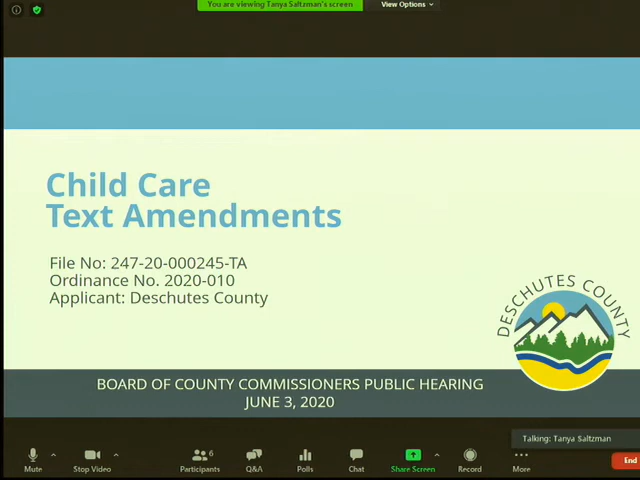 You are viewing Tanya Saltzman's screen
View Options
Child Care
Text Amendments
File No: 247-20-000245-TA
Ordinance No. 2020-010
Applicant: Deschutes County
DESCHUTES COUNTY
BOARD OF COUNTY COMMISSIONERS PUBLIC HEARING
JUNE 3, 2020
Talking: Tanya Saltzman
Mute
Stop Video
6
Participants
Q&A
Polls
Chat
Share Screen
Record
More
End